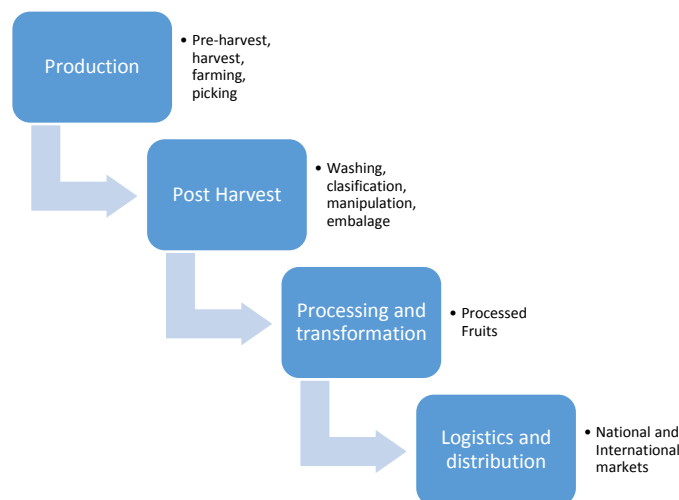 Production
• Pre-harvest,
harvest,
farming,
picking
Post Harvest
• Washing,
clasification,
manipulation,
embalage
Processing and
transformation
• Processed
Fruits
Logistics and
distribution
• National and
International
markets